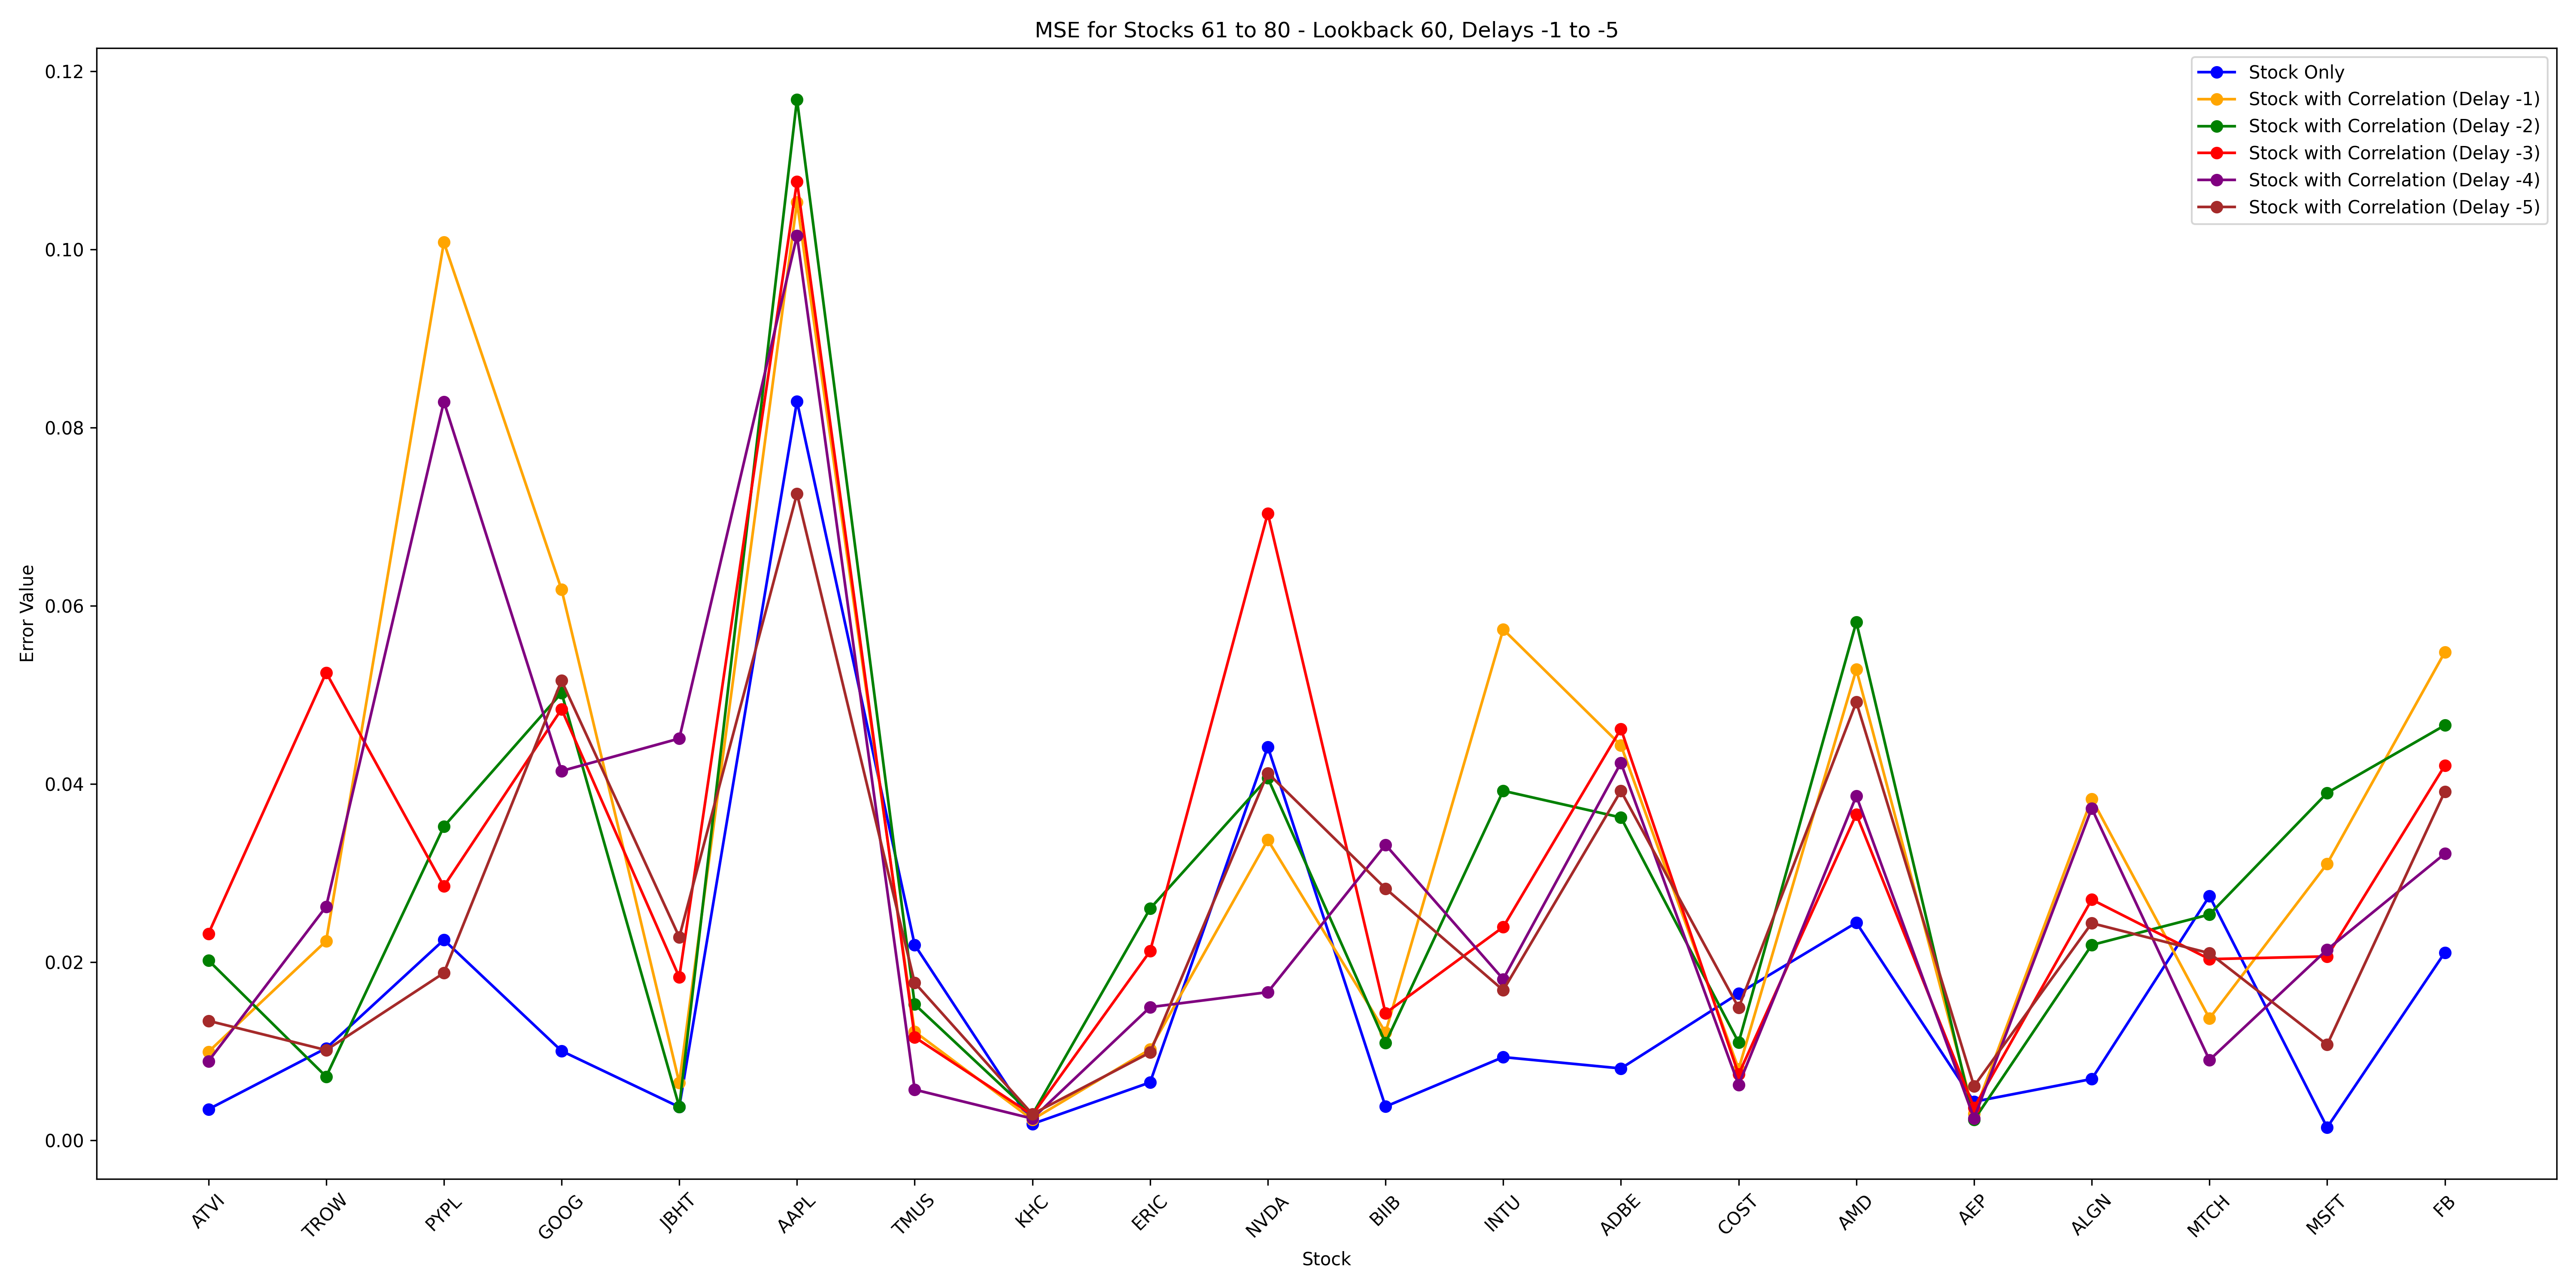 MSE for Stocks 61 to 80 - Lookback 60, Delays -1 to -5
Stock Only
Stock with Correlation (Delay -1)
Stock with Correlation (Delay -2)
Stock with Correlation (Delay -3)
Stock with Correlation (Delay -4)
Stock with Correlation (Delay -5)
Error Value
0.12
0.10
0.08
0.06
0.04
0.02
0.00
ATVI
TROW
PYPL
GOOG
JBHT
AAPL
TMUS
KHC
ERIC
NVDA
BIIB
INTU
ADBE
COST
AMD
AEP
ALGN
MTCH
MSFT
FB
Stock